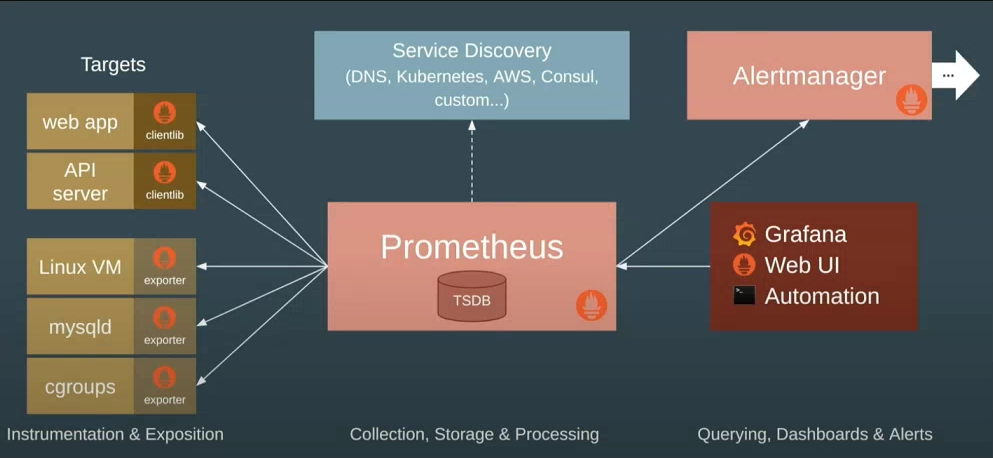 Targets
web app
clientlib
API
server
clientlib
Linux VM
exporter
mysqld
exporter
cgroups
exporter
Instrumentation & Exposition
Service Discovery
(DNS, Kubernetes, AWS, Consul,
custom...)
Prometheus
TSDB
Collection, Storage & Processing
Alertmanager
...
Grafana
Web UI
>_
Automation
Querying, Dashboards & Alerts